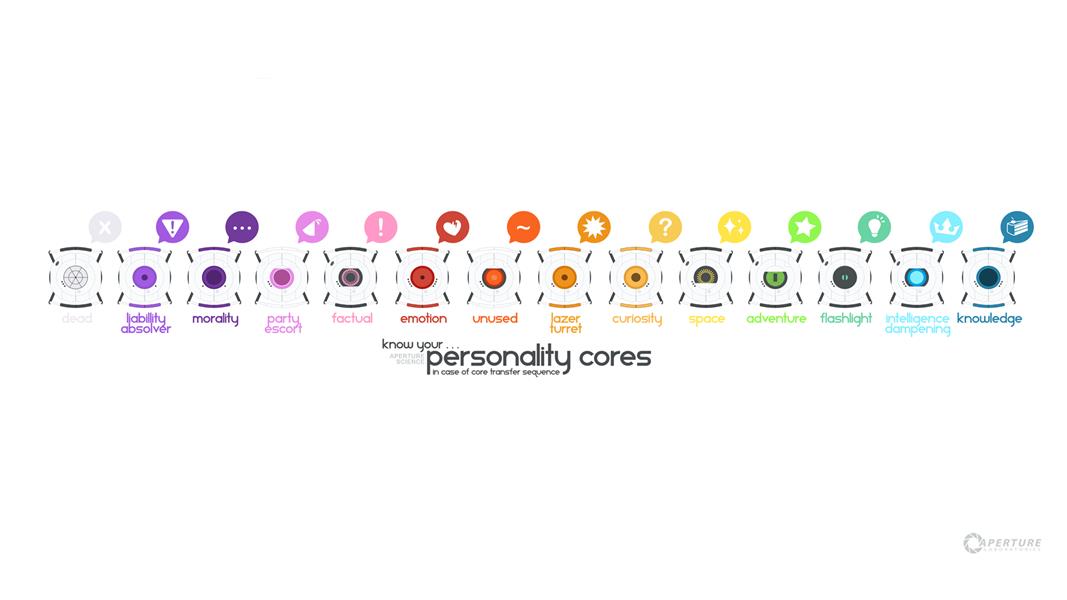 dead
liabillity
absolver
morality
party
escort
factual
emotion
unused
lazer
turret
curiosity
space
adventure
flashlight
intelligence
dampening
knowledge
know your . . .
APERTURE
SCIENCE
personality cores
in case of core transfer sequence
APERTURE
LABORATORIES